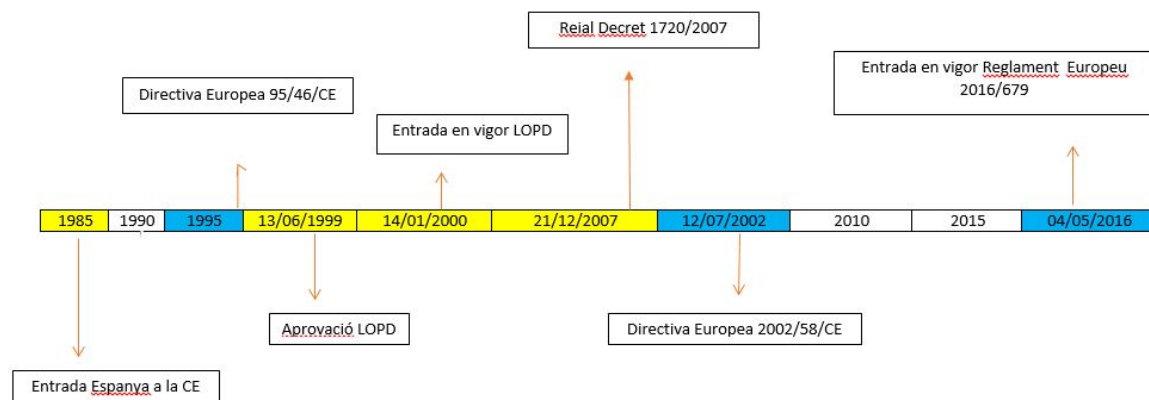 Reial Decret 1720/2007
Entrada en vigor Reglament Europeu
2016/679
Directiva Europea 95/46/CE
Entrada en vigor LOPD
1985 1990 1995 13/06/1999 14/01/2000 21/12/2007 12/07/2002 2010 2015 04/05/2016
Aprovació LOPD
Directiva Europea 2002/58/CE
Entrada Espanya a la CE